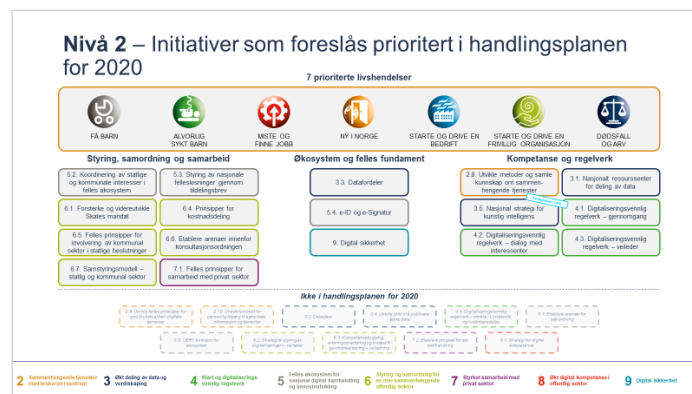 Nivå 2 – Initiativer som foreslås prioritert i handlingsplanen
for 2020
7 prioriterte livshendelser
FÅ BARN
ALVORLIG
SYKT BARN
MISTE OG
FINNE JOBB
NY I NORGE
STARTE OG DRIVE EN
BEDRIFT
STARTE OG DRIVE EN
FRIVILLIG ORGANISASJON
DØDSFALL
OG ARV
Styring, samordning og samarbeid
5.2. Koordinering av statlige
og kommunale interesser i
felles økosystem
5.3. Styring av nasjonale
fellesløsninger gjennom
tildelingsbrev
6.1. Forsterke og videreutvikle
Skates mandat
6.4. Prinsipper for
kostnadsdeling
6.5. Felles prinsipper for
involvering av kommunal
sektor i statlige beslutninger
6.6. Etablere arenaer innenfor
konsultasjonsordningen
6.7. Samstyringsmodell –
statlig og kommunal sektor
7.1. Felles prinsipper for
samarbeid med privat sektor
Økosystem og felles fundament
3.3. Datafordeler
5.4. e-ID og e-Signatur
9. Digital sikkerhet
Kompetanse og regelverk
2.8. Utvikle metoder og samle
kunnskap om sammen-
hengende tjenester
3.1. Nasjonalt ressurssenter
for deling av data
3.5. Nasjonal strategi for
kunstig intelligens
4.1. Digitaliseringsvennlig
regelverk – gjennomgang
4.2. Digitaliseringsvennlig
regelverk – dialog med
interessenter
4.3. Digitaliseringsvennlig
regelverk – veileder
Ikke i handlingsplanen for 2020
2 Sammenhengende tjenester
med brukeren i sentrum
3 Økt deling av data og
verdiskaping
4 Klart og digitaliserings-
vennlig regelverk
5 Felles økosystem for
nasjonal digital samhandling
og tjenesteutvikling
6 Styring og samordning for
en mer sammenhengende
offentlig sektor
7 Styrket samarbeid med
privat sektor
8 Økt digital kompetanse i
offentlig sektor
9 Digital sikkerhet